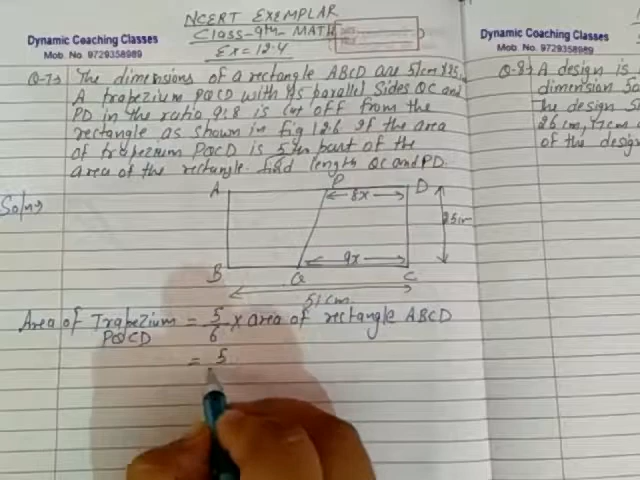 NCERT EXEMPLAR
Class-9th MATH
Ex=12.4
Dynamic Coaching Classes
Mob. No. 9729358989
Q-7⇒ The dimensions of a rectangle ABCD are 51cm x 25
A trapezium PQCD with its parallel sides QC and
PD in the ratio 9:8 is cut off from the
rectangle as shown in fig 12.6 If the area
of trapezium PQCD is 5/6 th part of the
area of the rectangle. find length QC and PD.
Soln⇒
A P D
8x
25cm
9x
B Q C
51cm
Area of Trapezium = 5/6 x area of rectangle ABCD
PQCD
= 5
Dynamic Coaching Classes
Mob. No. 9729358989
Q-8⇒ A design is
dimension 50
the design s
26cm, 17cm
of the design